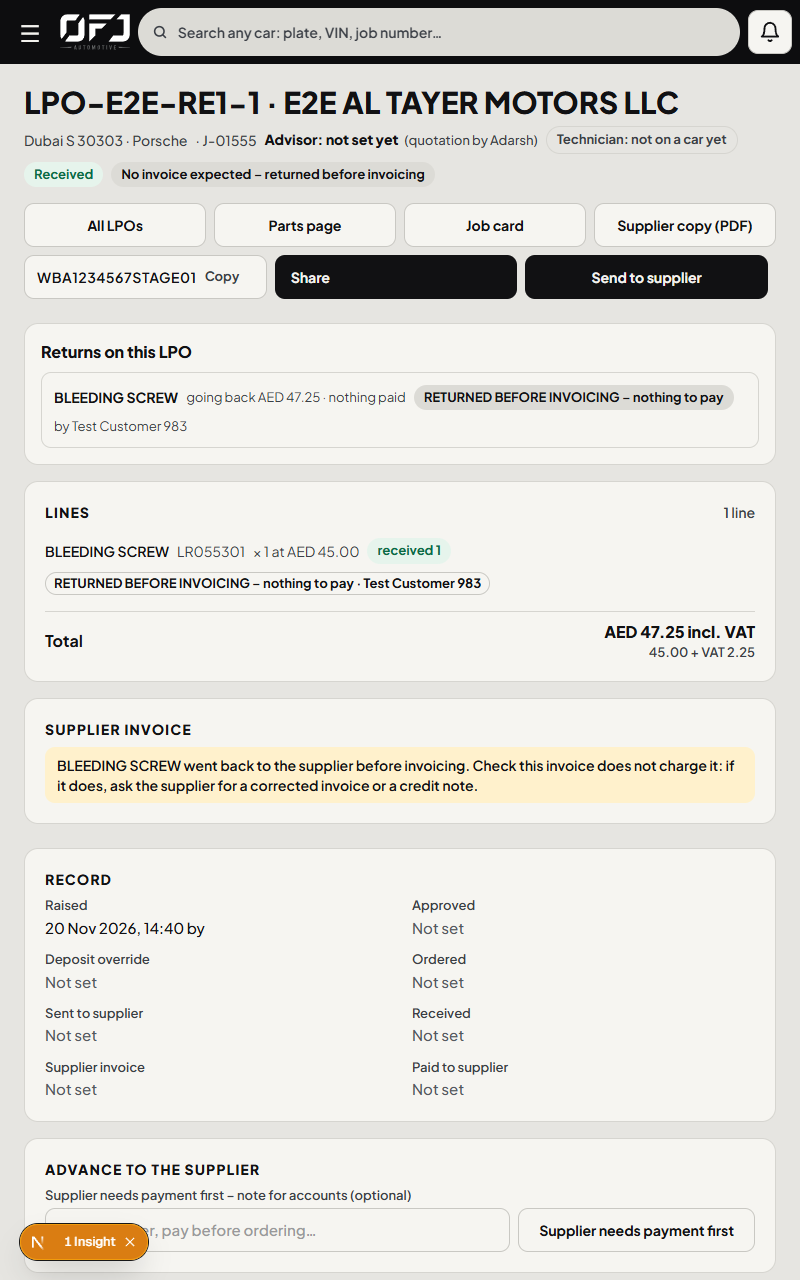 OFJ
AUTOMOTIVE
Search any car: plate, VIN, job number…
LPO-E2E-RE1-1 · E2E AL TAYER MOTORS LLC
Dubai S 30303 · Porsche · J-01555 Advisor: not set yet (quotation by Adarsh) Technician: not on a car yet
Received No invoice expected – returned before invoicing
All LPOs Parts page Job card Supplier copy (PDF)
WBA1234567STAGE01 Copy Share Send to supplier
Returns on this LPO
BLEEDING SCREW going back AED 47.25 · nothing paid RETURNED BEFORE INVOICING – nothing to pay
by Test Customer 983
LINES 1 line
BLEEDING SCREW LR055301 × 1 at AED 45.00 received 1
RETURNED BEFORE INVOICING – nothing to pay · Test Customer 983
Total AED 47.25 incl. VAT
45.00 + VAT 2.25
SUPPLIER INVOICE
BLEEDING SCREW went back to the supplier before invoicing. Check this invoice does not charge it: if
it does, ask the supplier for a corrected invoice or a credit note.
RECORD
Raised Approved
20 Nov 2026, 14:40 by Not set
Deposit override Ordered
Not set Not set
Sent to supplier Received
Not set Not set
Supplier invoice Paid to supplier
Not set Not set
ADVANCE TO THE SUPPLIER
Supplier needs payment first – note for accounts (optional)
er, pay before ordering… Supplier needs payment first
N 1 Insight